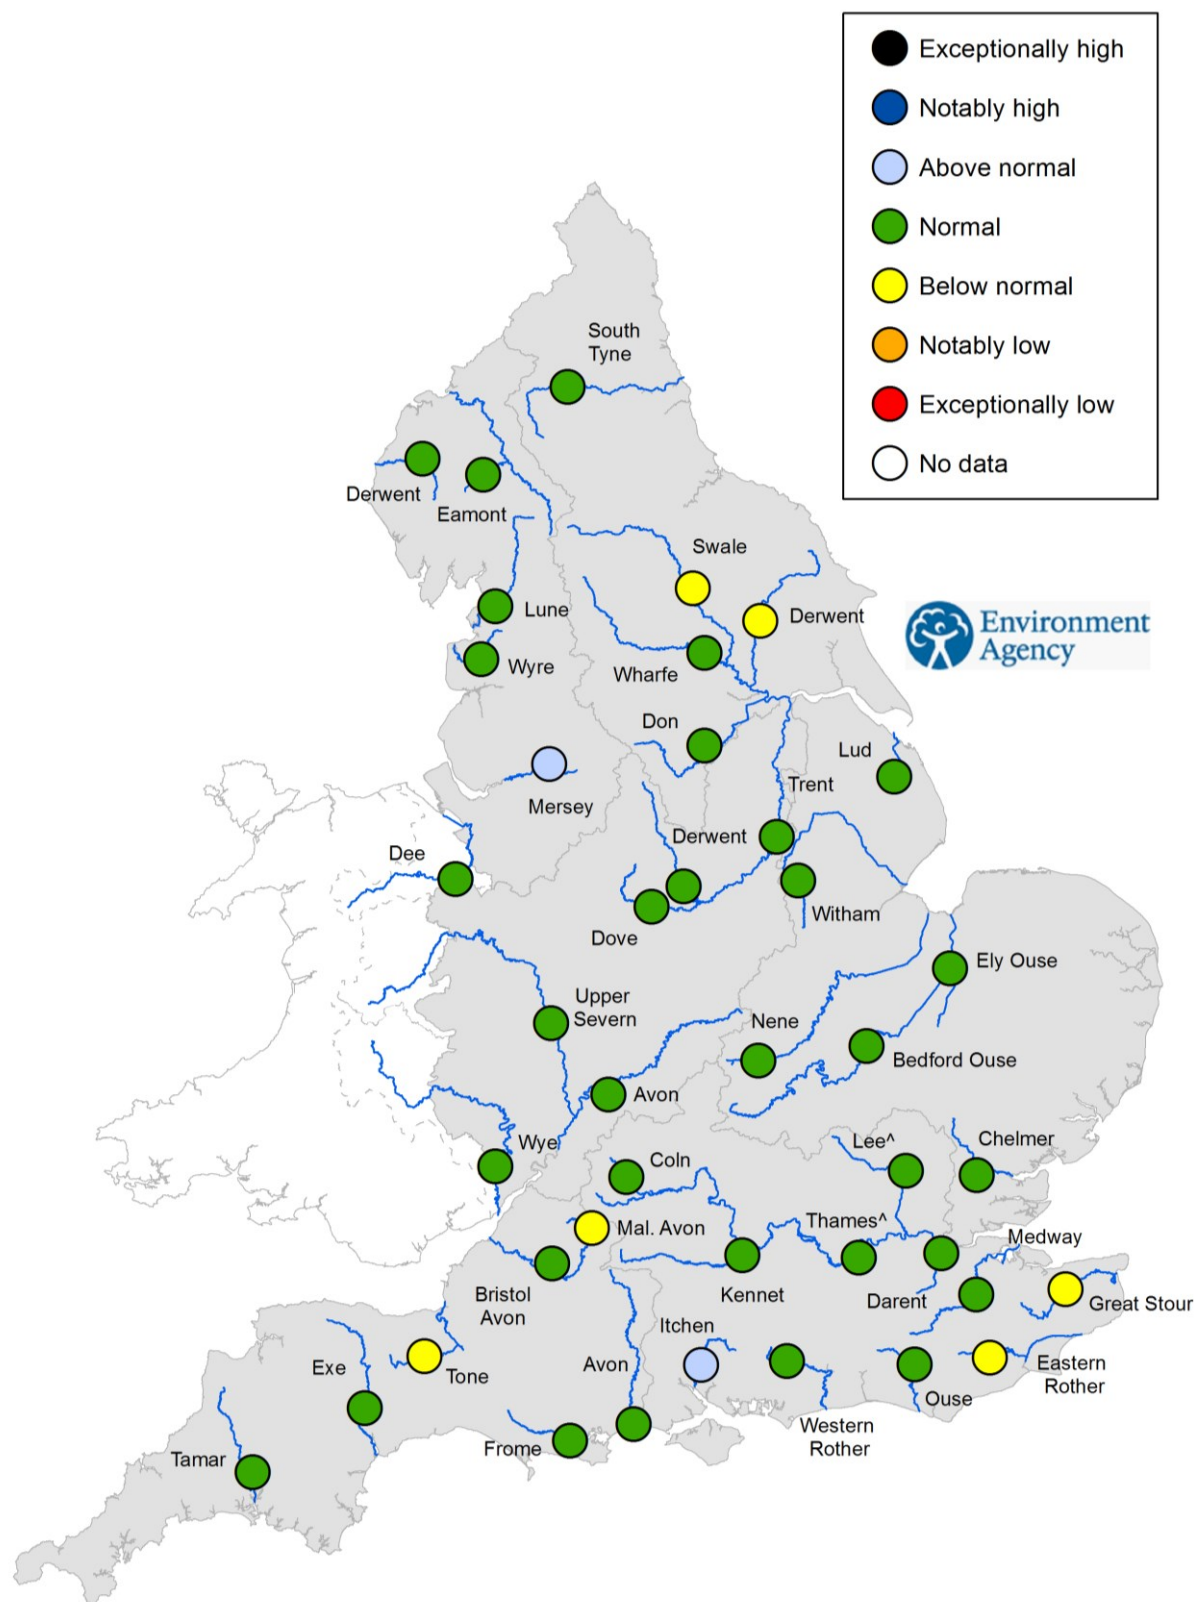 Exceptionally high
Notably high
Above normal
Normal
Below normal
Notably low
Exceptionally low
No data
South
Tyne
Derwent
Eamont
Swale
Derwent
Lune
Wyre
Wharfe
Environment
Agency
Don
Lud
Mersey
Trent
Derwent
Dee
Witham
Dove
Ely Ouse
Upper
Severn
Nene
Bedford Ouse
Avon
Wye
Coln
Lee^
Chelmer
Mal. Avon
Thames^
Medway
Bristol
Avon
Kennet
Darent
Great Stour
Itchen
Exe
Tone
Avon
Eastern
Rother
Ouse
Western
Rother
Frome
Tamar